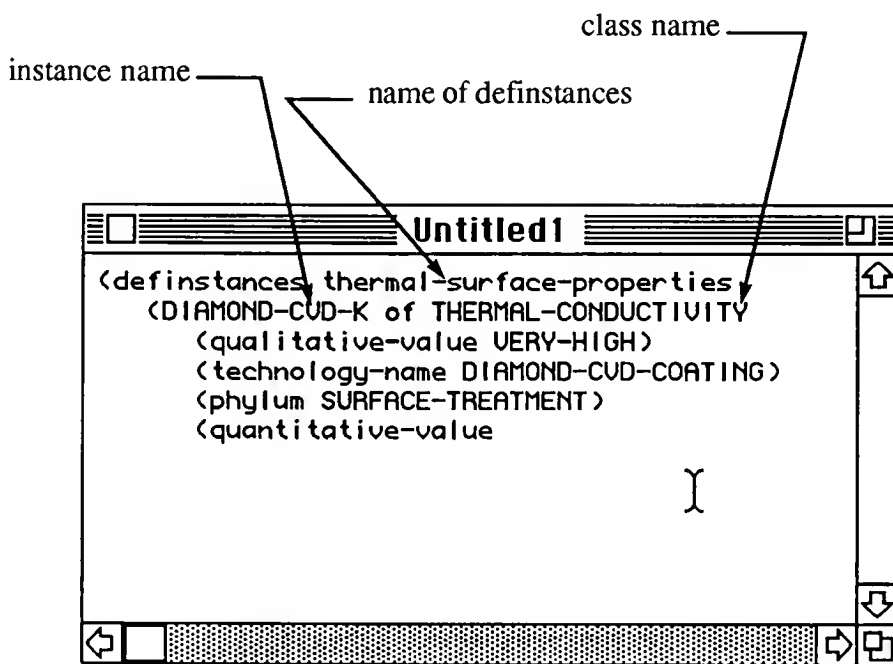 class name
instance name
name of definstances
Untitled1
(definstances thermal-surface-properties
(DIAMOND-CVD-K of THERMAL-CONDUCTIVITY
(qualitative-value VERY-HIGH)
(technology-name DIAMOND-CVD-COATING)
(phylum SURFACE-TREATMENT)
(quantitative-value